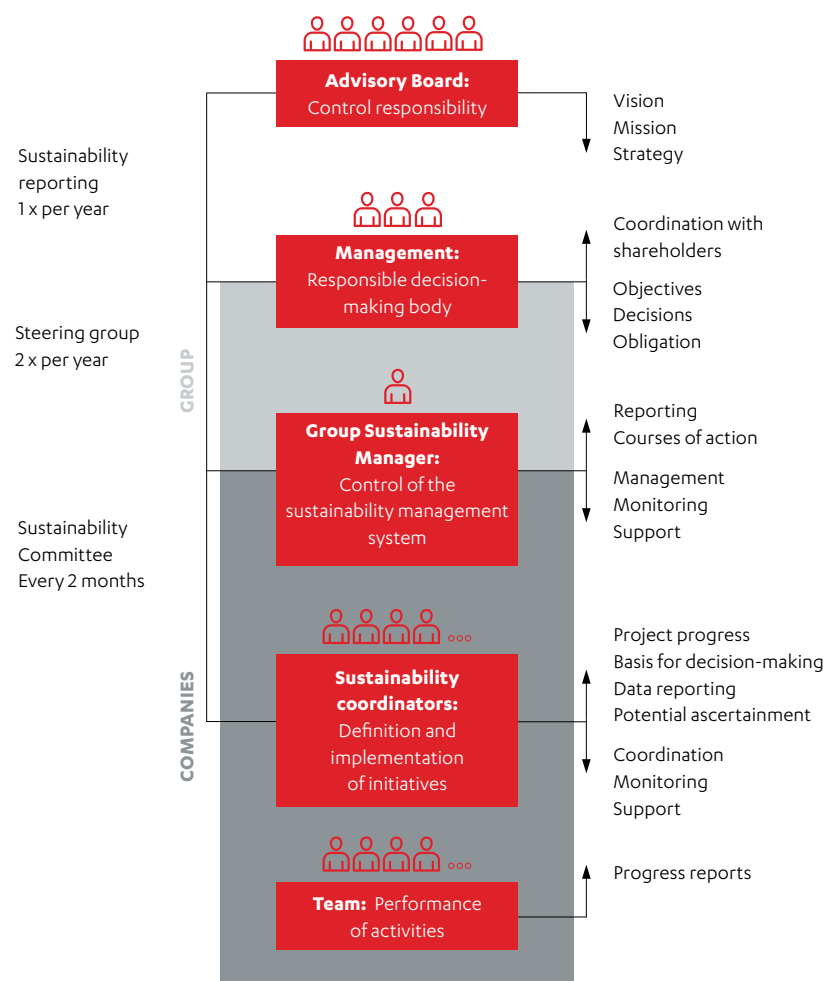 Advisory Board:
Control responsibility
Vision
Mission
Strategy
Sustainability
reporting
1 x per year
Management:
Responsible decision-
making body
Coordination with
shareholders
Objectives
Decisions
Obligation
Steering group
2 x per year
GROUP
Group Sustainability
Manager:
Control of the
sustainability management
system
Reporting
Courses of action
Management
Monitoring
Support
Sustainability
Committee
Every 2 months
COMPANIES
Sustainability
coordinators:
Definition and
implementation
of initiatives
Project progress
Basis for decision-making
Data reporting
Potential ascertainment
Coordination
Monitoring
Support
Team: Performance
of activities
Progress reports